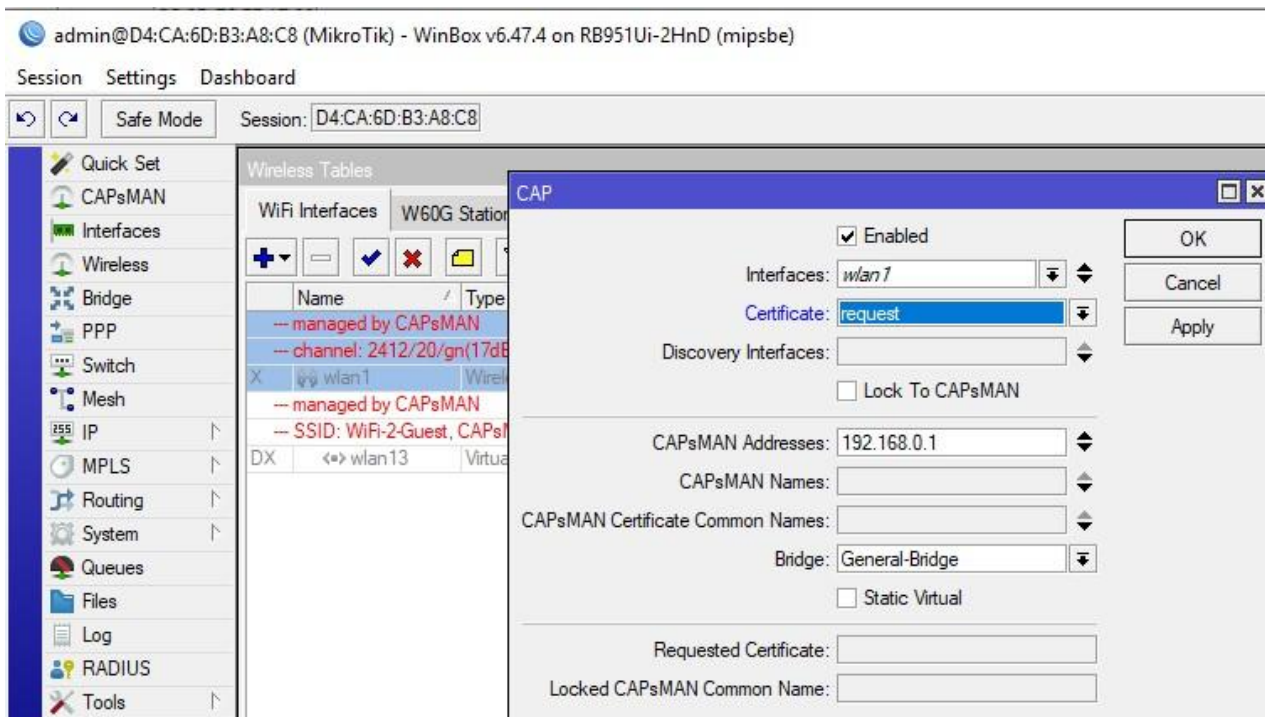 admin@D4:CA:6D:B3:A8:C8 (MikroTik) - WinBox v6.47.4 on RB951Ui-2HnD (mipsbe)
Session Settings Dashboard
Safe Mode Session: D4:CA:6D:B3:A8:C8
Quick Set
CAPsMAN
Interfaces
Wireless
Bridge
PPP
Switch
Mesh
IP
MPLS
Routing
System
Queues
Files
Log
RADIUS
Tools
Wireless Tables
WiFi Interfaces W60G Station
Name / Type
--- managed by CAPsMAN
--- channel: 2412/20/gn(17dB
X wlan1 Wirel
--- managed by CAPsMAN
--- SSID: WiFi-2-Guest, CAPsM
DX wlan13 Virtua
CAP
Enabled
Interfaces: wlan1
Certificate: request
Discovery Interfaces:
Lock To CAPsMAN
CAPsMAN Addresses: 192.168.0.1
CAPsMAN Names:
CAPsMAN Certificate Common Names:
Bridge: General-Bridge
Static Virtual
Requested Certificate:
Locked CAPsMAN Common Name:
OK
Cancel
Apply